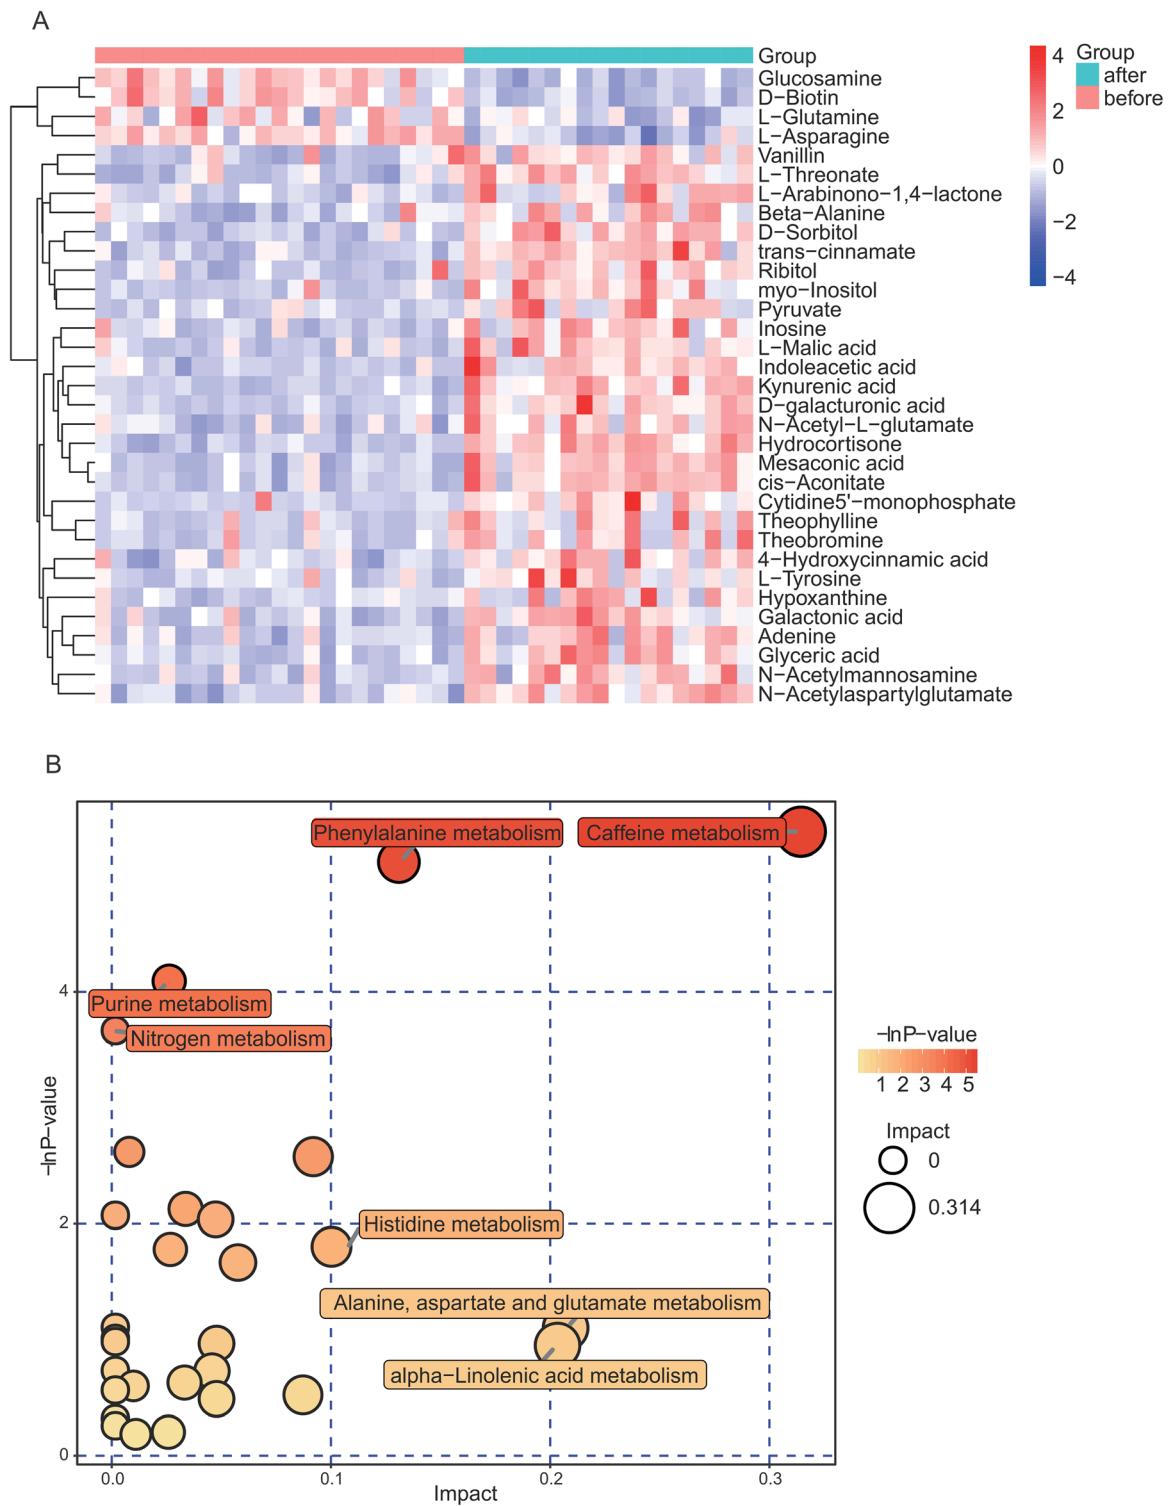 A
Group
Glucosamine
D−Biotin
L−Glutamine
L−Asparagine
Vanillin
L−Threonate
L−Arabinono−1,4−lactone
Beta−Alanine
D−Sorbitol
trans−cinnamate
Ribitol
myo−Inositol
Pyruvate
Inosine
L−Malic acid
Indoleacetic acid
Kynurenic acid
D−galacturonic acid
N−Acetyl−L−glutamate
Hydrocortisone
Mesaconic acid
cis−Aconitate
Cytidine5'−monophosphate
Theophylline
Theobromine
4−Hydroxycinnamic acid
L−Tyrosine
Hypoxanthine
Galactonic acid
Adenine
Glyceric acid
N−Acetylmannosamine
N−Acetylaspartylglutamate
4
2
0
−2
−4
Group
after
before
B
Phenylalanine metabolism
Caffeine metabolism
Purine metabolism
Nitrogen metabolism
Histidine metabolism
Alanine, aspartate and glutamate metabolism
alpha−Linolenic acid metabolism
−lnP−value
4
2
0
0.0 0.1 0.2 0.3
Impact
−lnP−value
1 2 3 4 5
Impact
0
0.314